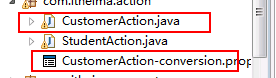 com.itheima.action
CustomerAction.java
StudentAction.java
CustomerAction-conversion.prop